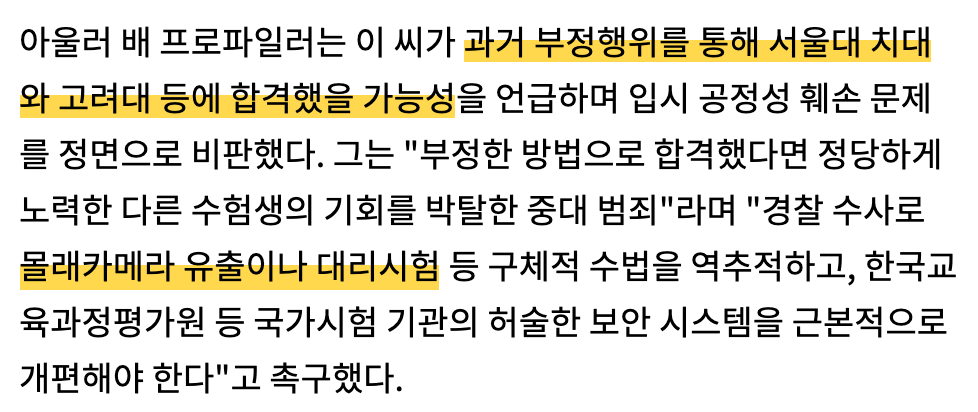 아울러 배 프로파일러는 이 씨가 과거 부정행위를 통해 서울대 치대
와 고려대 등에 합격했을 가능성을 언급하며 입시 공정성 훼손 문제
를 정면으로 비판했다. 그는 "부정한 방법으로 합격했다면 정당하게
노력한 다른 수험생의 기회를 박탈한 중대 범죄"라며 "경찰 수사로
몰래카메라 유출이나 대리시험 등 구체적 수법을 역추적하고, 한국교
육과정평가원 등 국가시험 기관의 허술한 보안 시스템을 근본적으로
개편해야 한다"고 촉구했다.